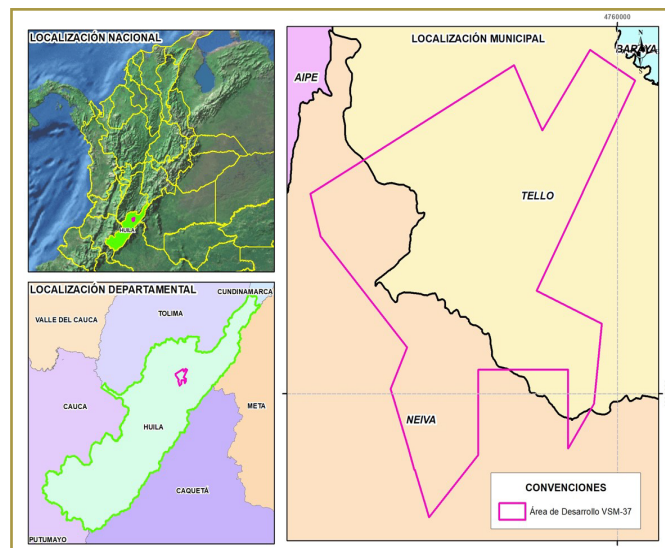 LOCALIZACIÓN NACIONAL
HUILA
LOCALIZACIÓN DEPARTAMENTAL
CUNDINAMARCA
VALLE DEL CAUCA
TOLIMA
CAUCA
META
HUILA
CAQUETÁ
PUTUMAYO
4760000
LOCALIZACIÓN MUNICIPAL
BARAYA
AIPE
TELLO
NEIVA
CONVENCIONES
Área de Desarrollo VSM-37